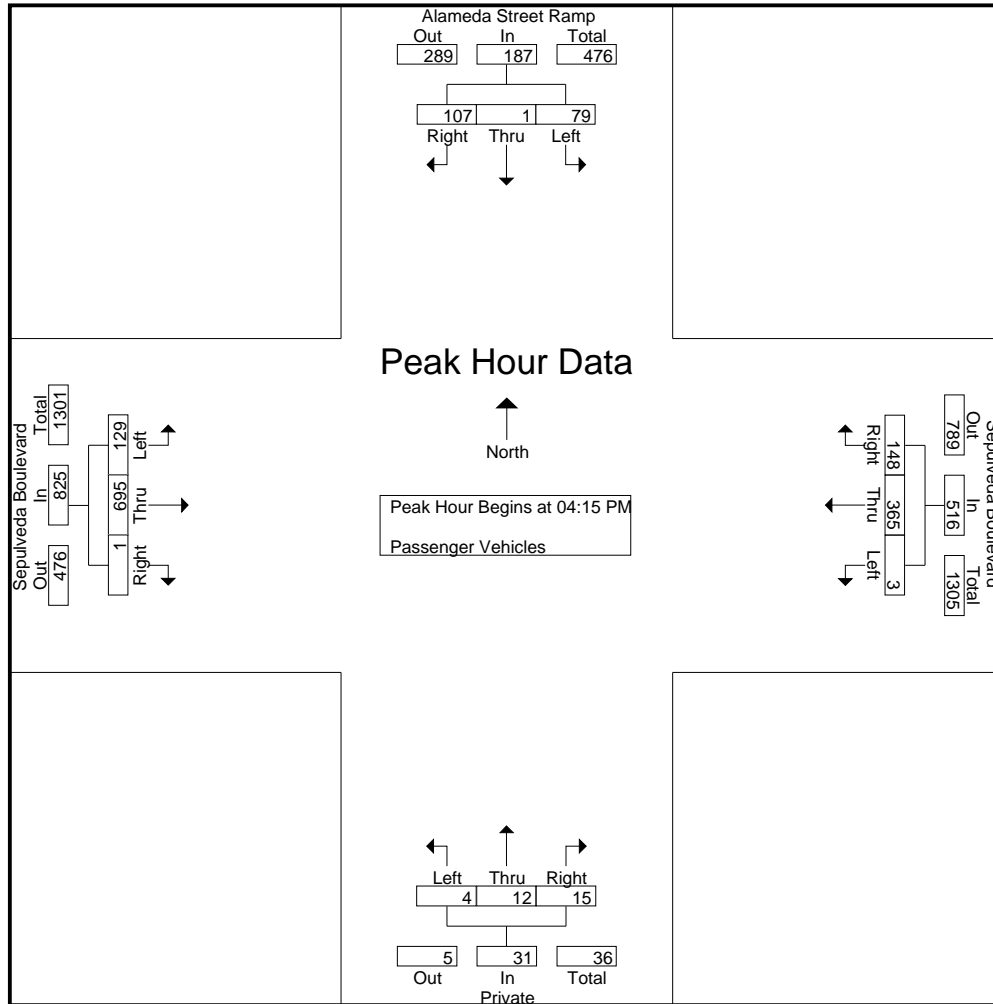 Alameda Street Ramp
Out In Total
289 187 476
107 1 79
Right Thru Left
Peak Hour Data
North
Peak Hour Begins at 04:15 PM
Passenger Vehicles
Sepulveda Boulevard
Out In Total
476 825 1301
Left Thru Right
129 695 1
Sepulveda Boulevard
Out In Total
789 516 1305
Right Thru Left
148 365 3
Left Thru Right
4 12 15
5 31 36
Out In Total
Private